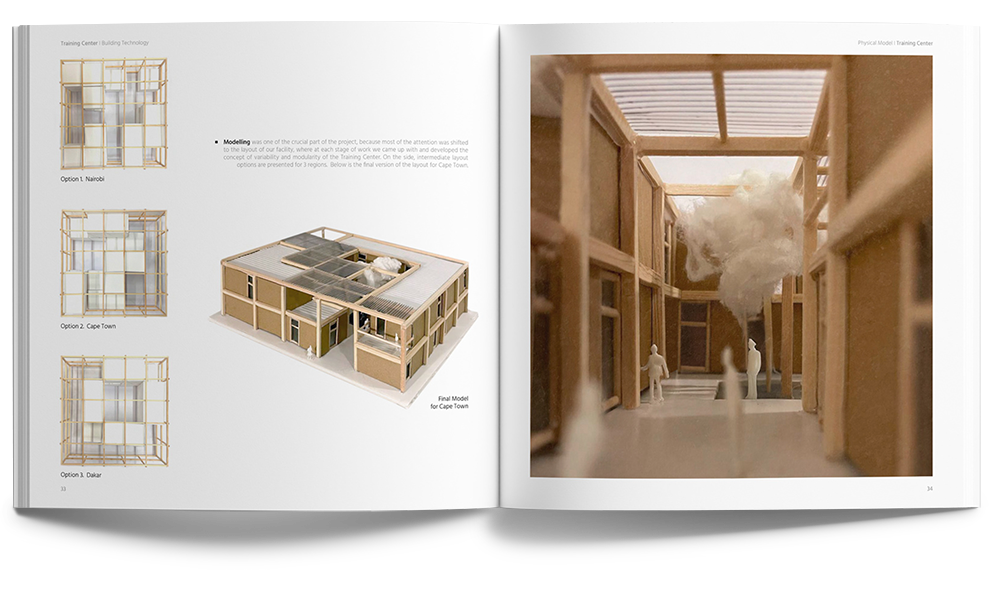 Training Center | Building Technology
Option 1. Nairobi
Option 2. Cape Town
Option 3. Dakar
33
Modelling was one of the crucial part of the project, because most of the attention was shifted
to the layout of our facility, where at each stage of work we came up with and developed the
concept of variability and modularity of the Training Center. On the side, intermediate layout
options are presented for 3 regions. Below is the final version of the layout for Cape Town.
Final Model
for Cape Town
Physical Model | Training Center
34